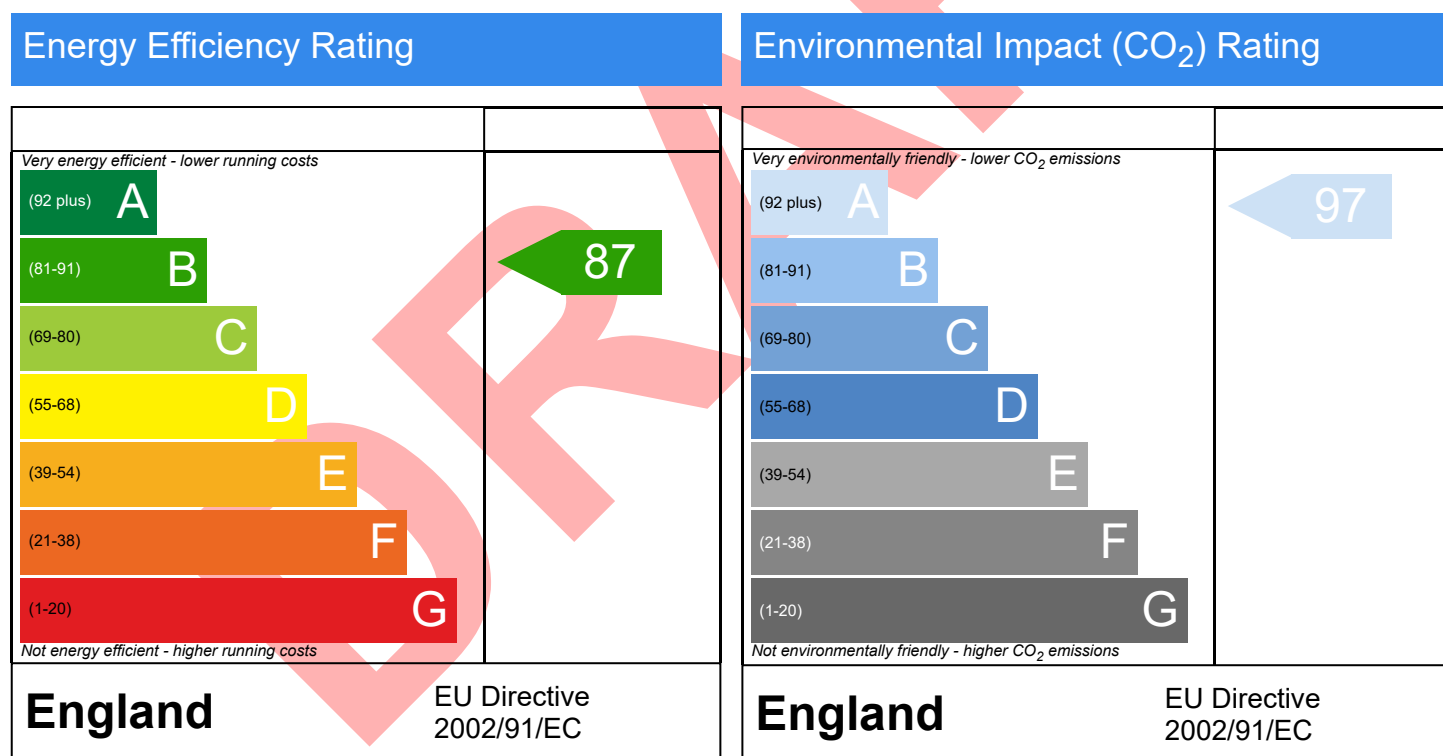 Energy Efficiency Rating
Very energy efficient - lower running costs
(92 plus) A
(81-91) B
(69-80) C
(55-68) D
(39-54) E
(21-38) F
(1-20) G
Not energy efficient - higher running costs
87
England
EU Directive
2002/91/EC
Environmental Impact (CO₂) Rating
Very environmentally friendly - lower CO₂ emissions
(92 plus) A
(81-91) B
(69-80) C
(55-68) D
(39-54) E
(21-38) F
(1-20) G
Not environmentally friendly - higher CO₂ emissions
97
England
EU Directive
2002/91/EC